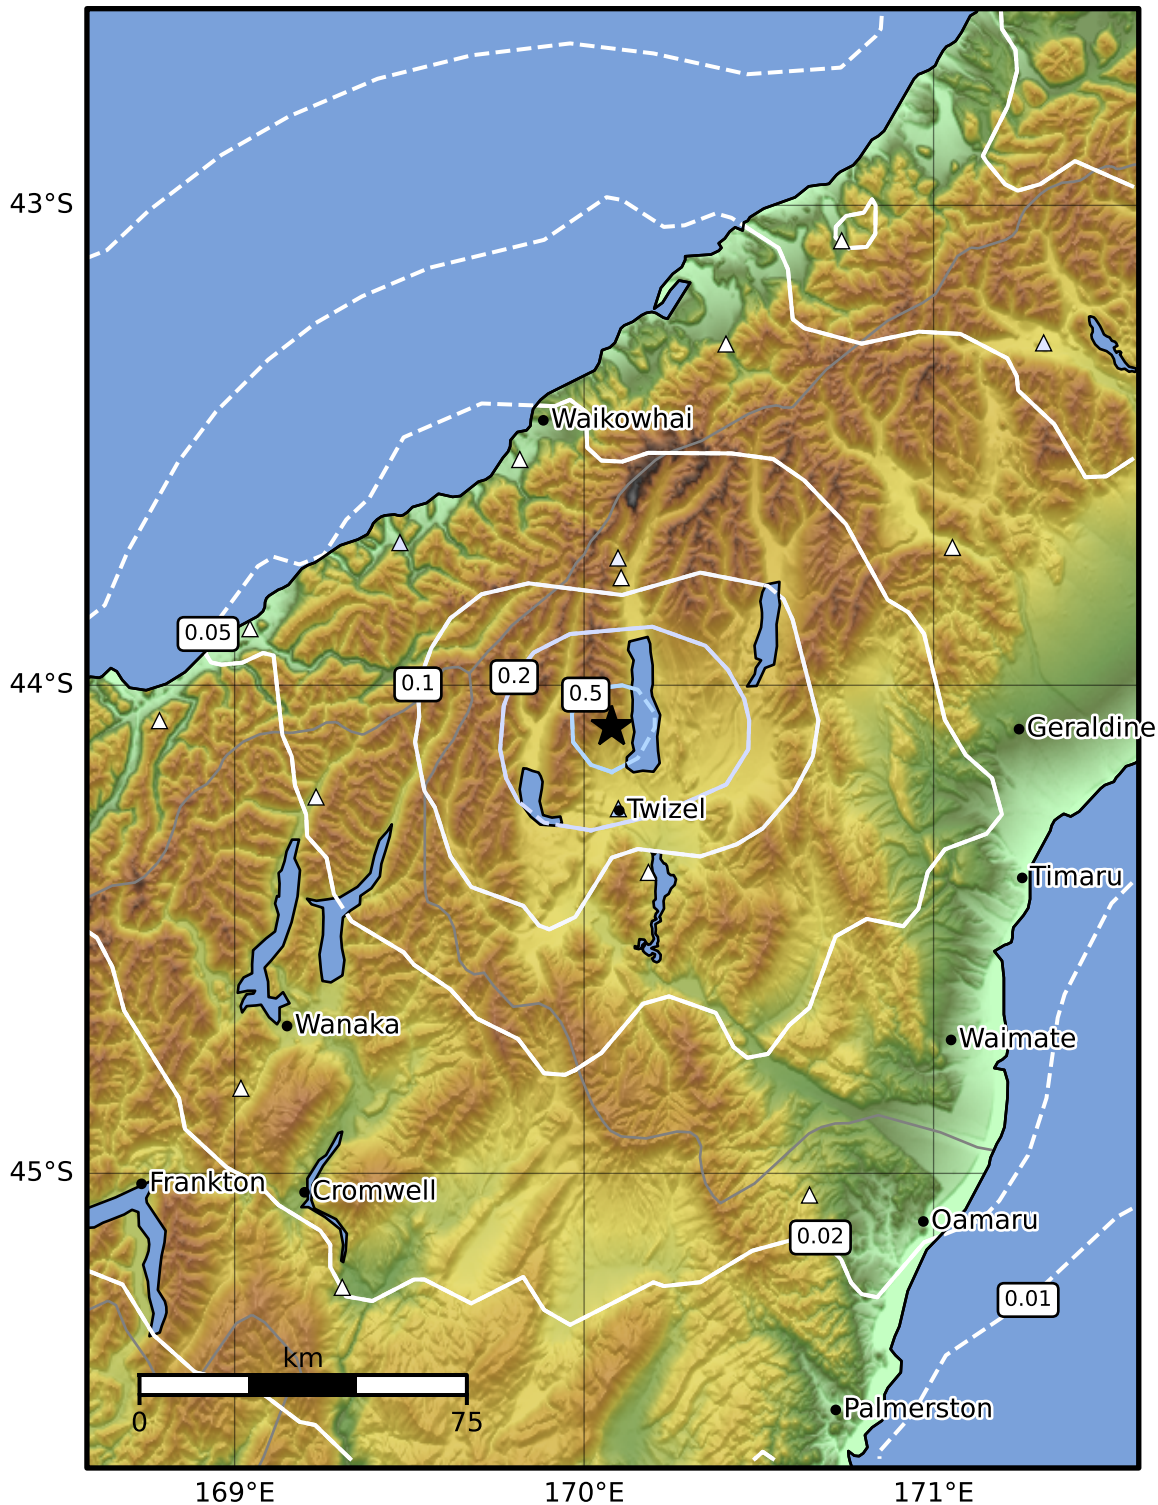 43°S
Waikowhai
0.05
0.1
0.2
0.5
44°S
Geraldine
Twizel
Timaru
Wanaka
Waimate
45°S
Frankton
Cromwell
Oamaru
0.02
0.01
km
0
75
Palmerston
169°E
170°E
171°E